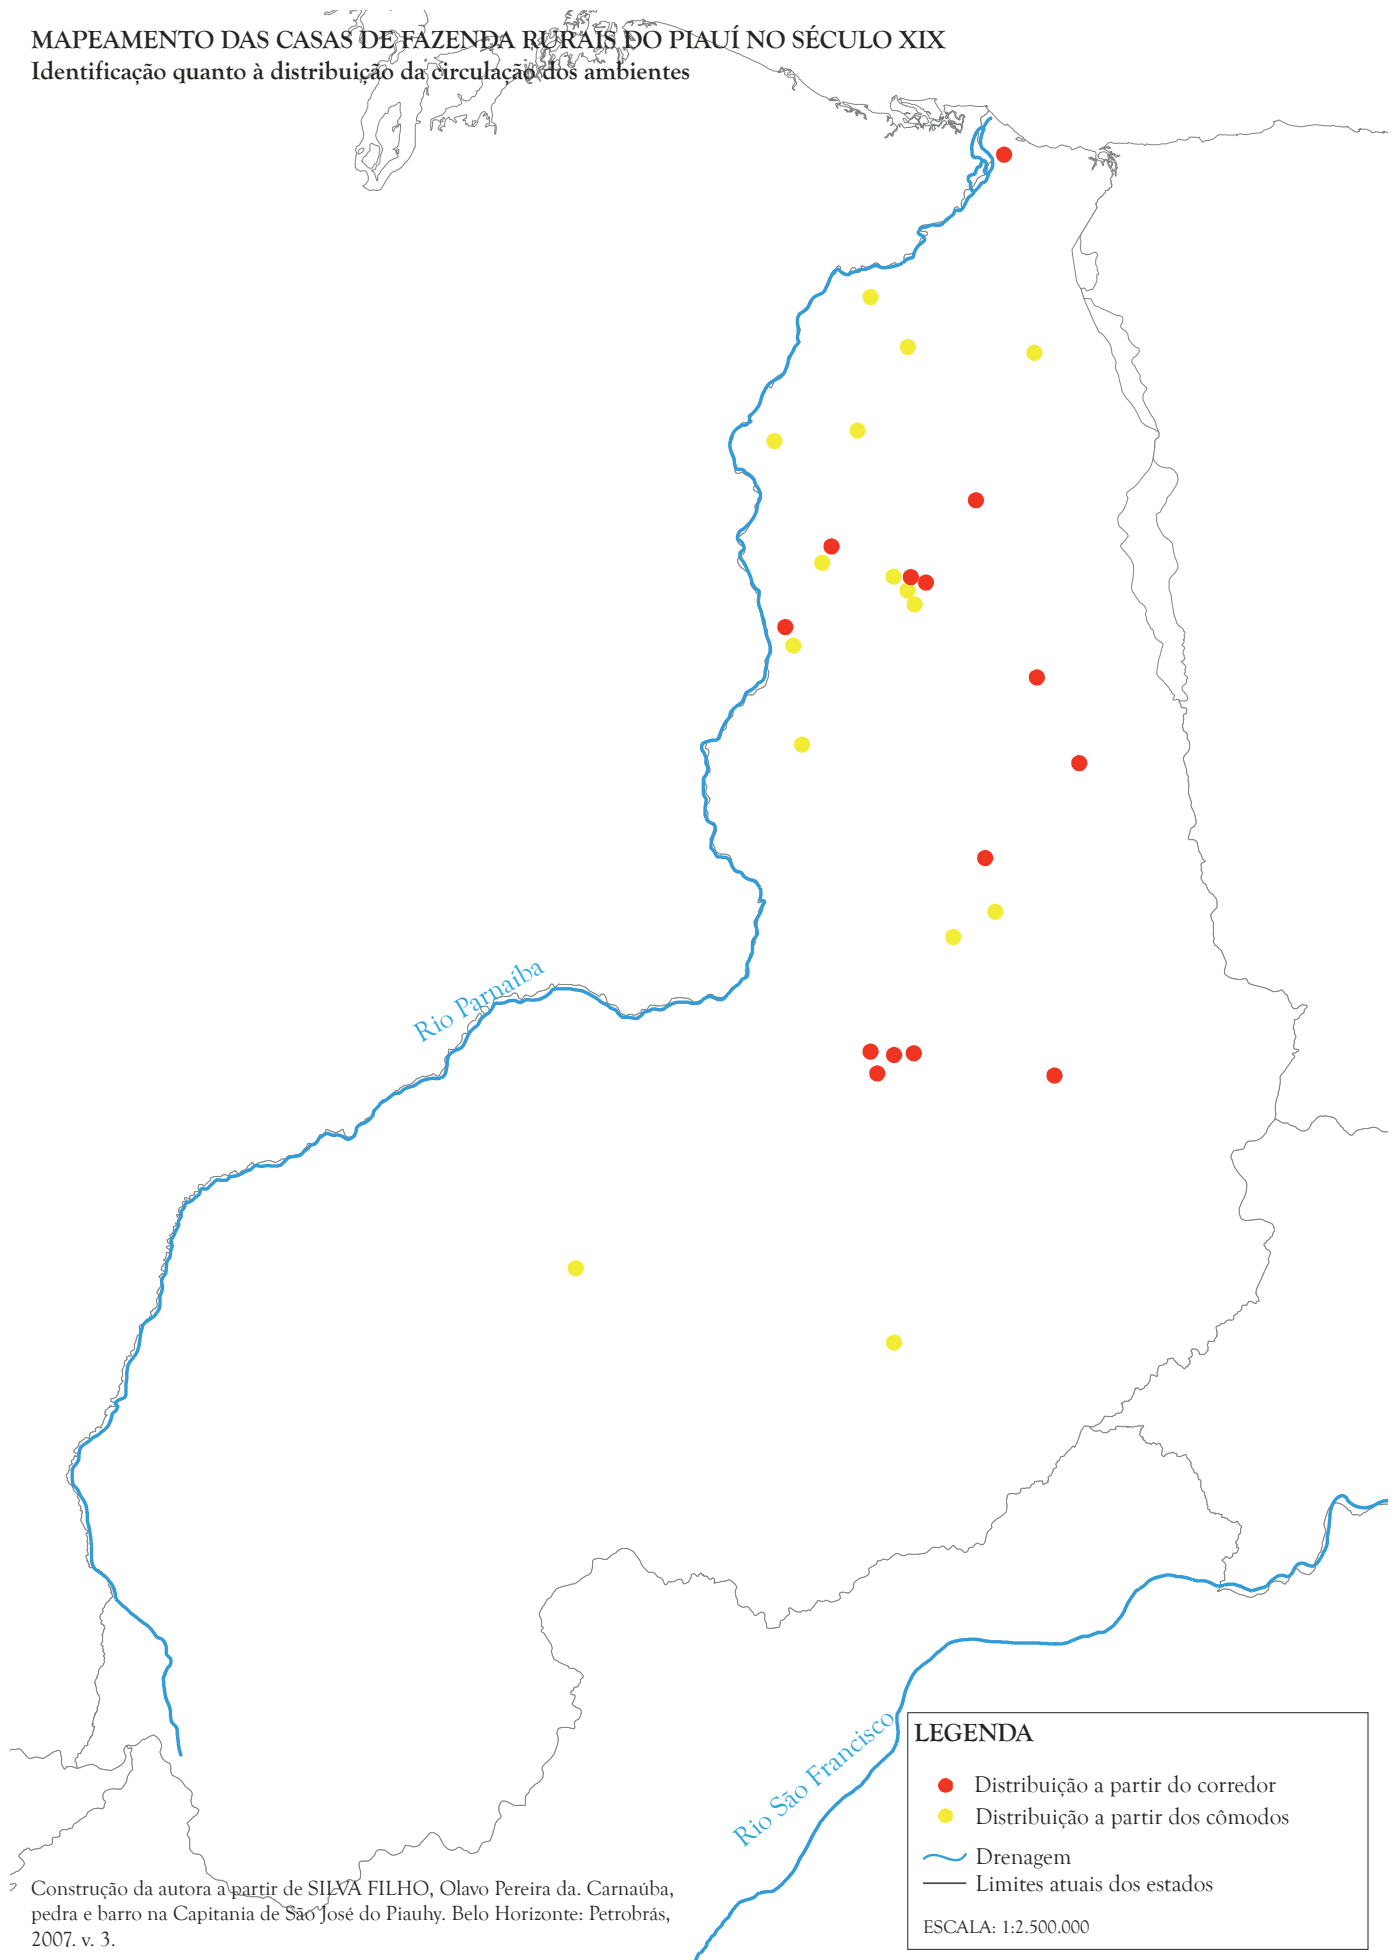 MAPEAMENTO DAS CASAS DE FAZENDA RURAIS DO PIAUÍ NO SÉCULO XIX
Identificação quanto à distribuição da circulação dos ambientes
Rio Parnaíba
Rio São Francisco
LEGENDA
Distribuição a partir do corredor
Distribuição a partir dos cômodos
Drenagem
Limites atuais dos estados
ESCALA: 1:2.500.000
Construção da autora a partir de SILVA FILHO, Olavo Pereira da. Carnaúba,
pedra e barro na Capitania de São José do Piauhy. Belo Horizonte: Petrobrás,
2007. v. 3.